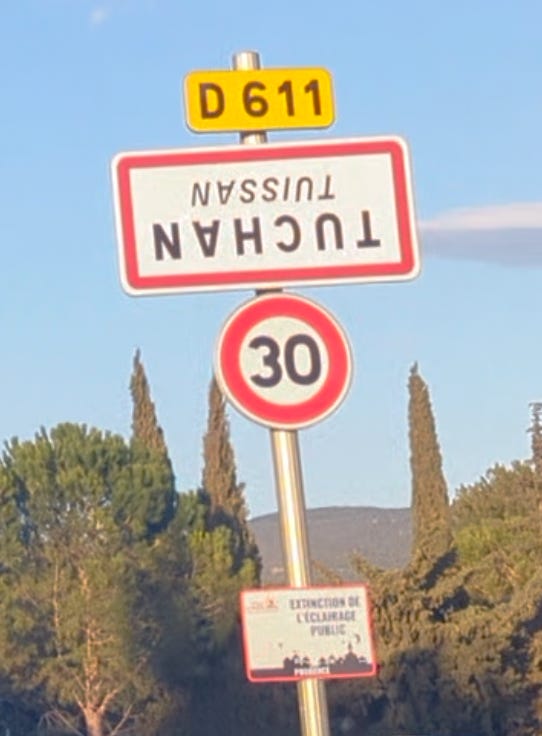 D 611
TUCHAN
TUISSAN
30
EXTINCTION DE
L'ÉCLAIRAGE
PUBLIC